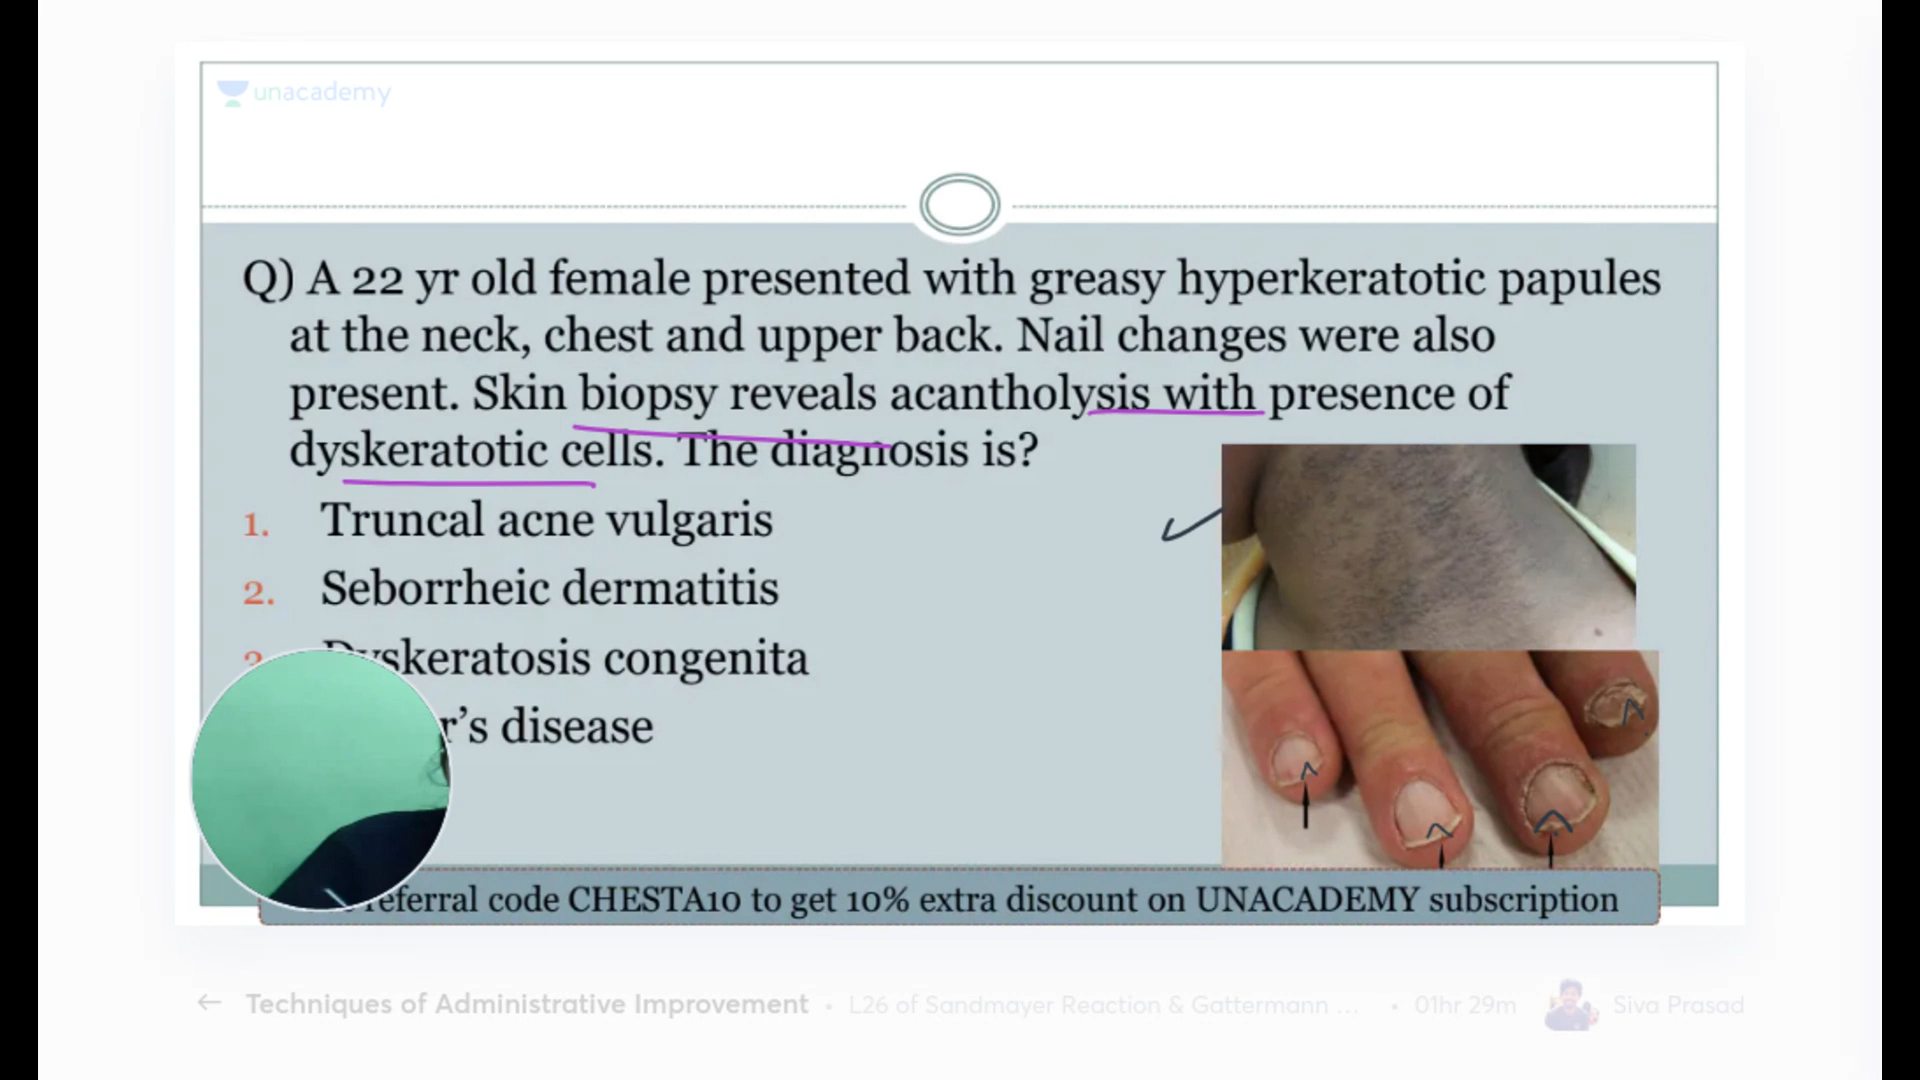 unacademy
Q) A 22 yr old female presented with greasy hyperkeratotic papules
at the neck, chest and upper back. Nail changes were also
present. Skin biopsy reveals acantholysis with presence of
dyskeratotic cells. The diagnosis is?
1. Truncal acne vulgaris
2. Seborrheic dermatitis
Dyskeratosis congenita
r's disease
referral code CHESTA10 to get 10% extra discount on UNACADEMY subscription
← Techniques of Administrative Improvement • L26 of Sandmayer Reaction & Gattermann ... • 01hr 29m Siva Prasad